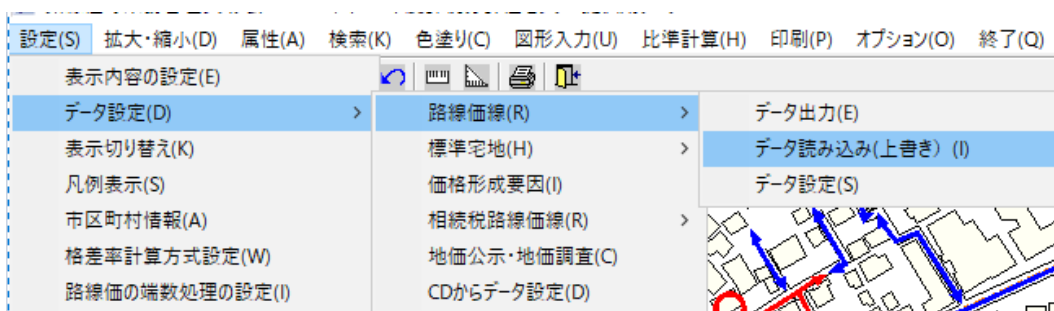 設定(S) 拡大・縮小(D) 属性(A) 検索(K) 色塗り(C) 図形入力(U) 比準計算(H) 印刷(P) オプション(O) 終了(Q)
表示内容の設定(E)
データ設定(D) 路線価線(R) データ出力(E)
表示切り替え(K) 標準宅地(H) データ読み込み(上書き) (I)
凡例表示(S) 価格形成要因(I) データ設定(S)
市区町村情報(A) 相続税路線価線(R)
格差率計算方式設定(W) 地価公示・地価調査(C)
路線価の端数処理の設定(I) CDからデータ設定(D)